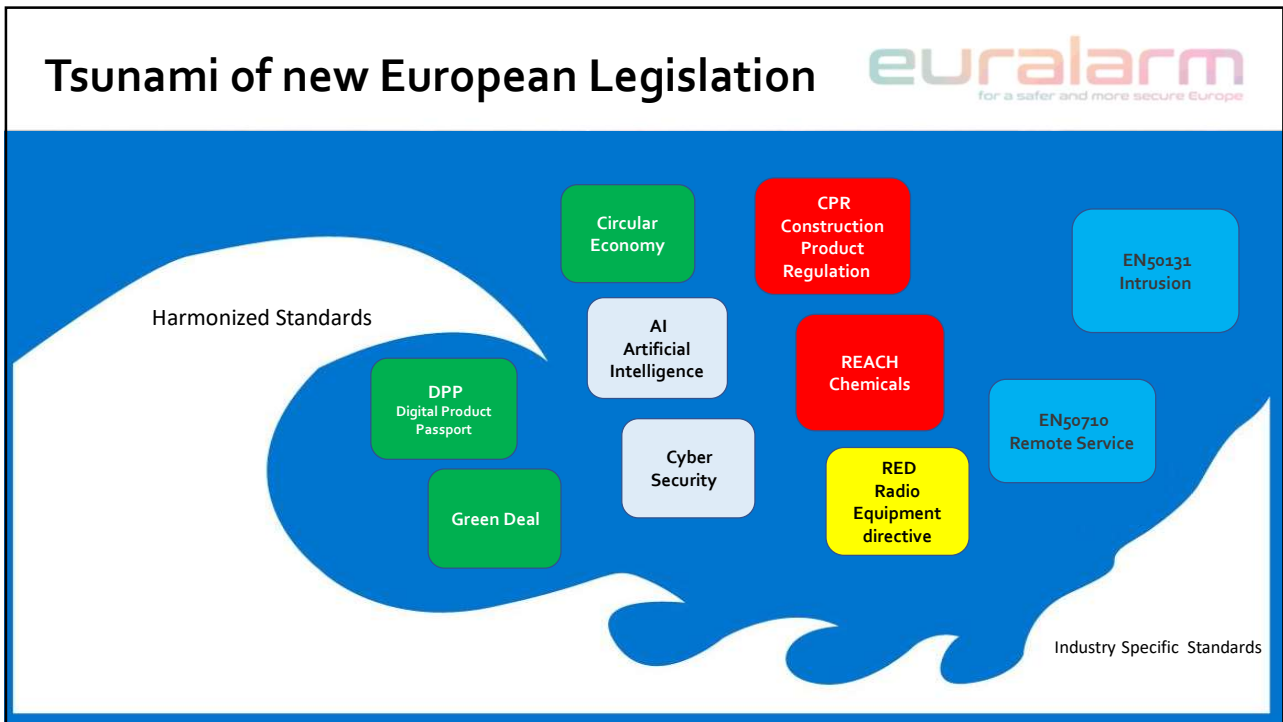 Tsunami of new European Legislation
euralarm
for a safer and more secure Europe
Circular
Economy
CPR
Construction
Product
Regulation
EN50131
Intrusion
Harmonized Standards
AI
Artificial
Intelligence
REACH
Chemicals
DPP
Digital Product
Passport
EN50710
Remote Service
Cyber
Security
RED
Radio
Equipment
directive
Green Deal
Industry Specific Standards